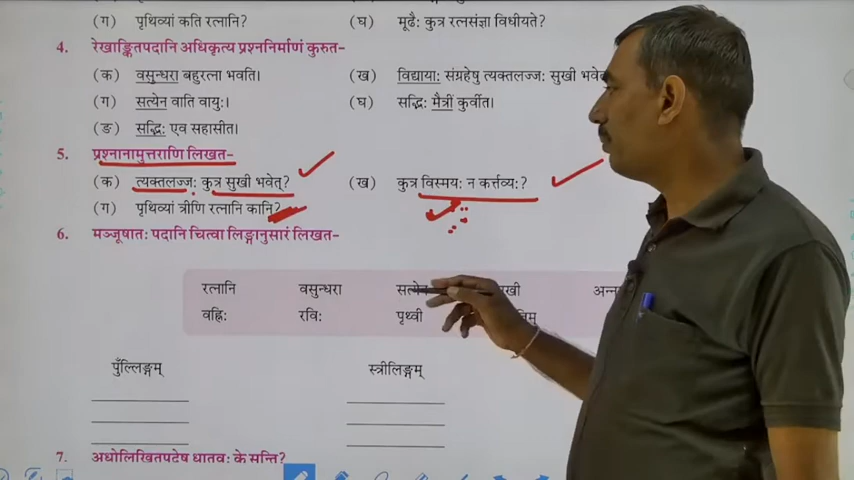 (ग) पृथिव्यां कति रत्नानि? (घ) मूढैः कुत्र रत्नसंज्ञा विधीयते?
4. रेखाङ्कितपदानि अधिकृत्य प्रश्ननिर्माणं कुरुत–
(क) वसुन्धरा बहुरत्ना भवति। (ख) विद्यायाः संग्रहेषु त्यक्तलज्जः सुखी
(ग) सत्येन वाति वायुः। (घ) सद्भिः मैत्रीं कुर्वीत।
(ङ) सद्भिः एव सहासीत।
5. प्रश्नानामुत्तराणि लिखत–
(क) त्यक्तलज्जः कुत्र सुखी भवेत्? (ख) कुत्र विस्मयः न कर्त्तव्यः?
(ग) पृथिव्यां त्रीणि रत्नानि कानि?
6. मञ्जूषातः पदानि चित्वा लिङ्गानुसारं लिखत–
रत्नानि वसुन्धरा सत्येन
वह्निः रविः पृथ्वी
पुँल्लिङ्गम् स्त्रीलिङ्गम्
7. अधोलिखितपदेषु धातवः के सन्ति?